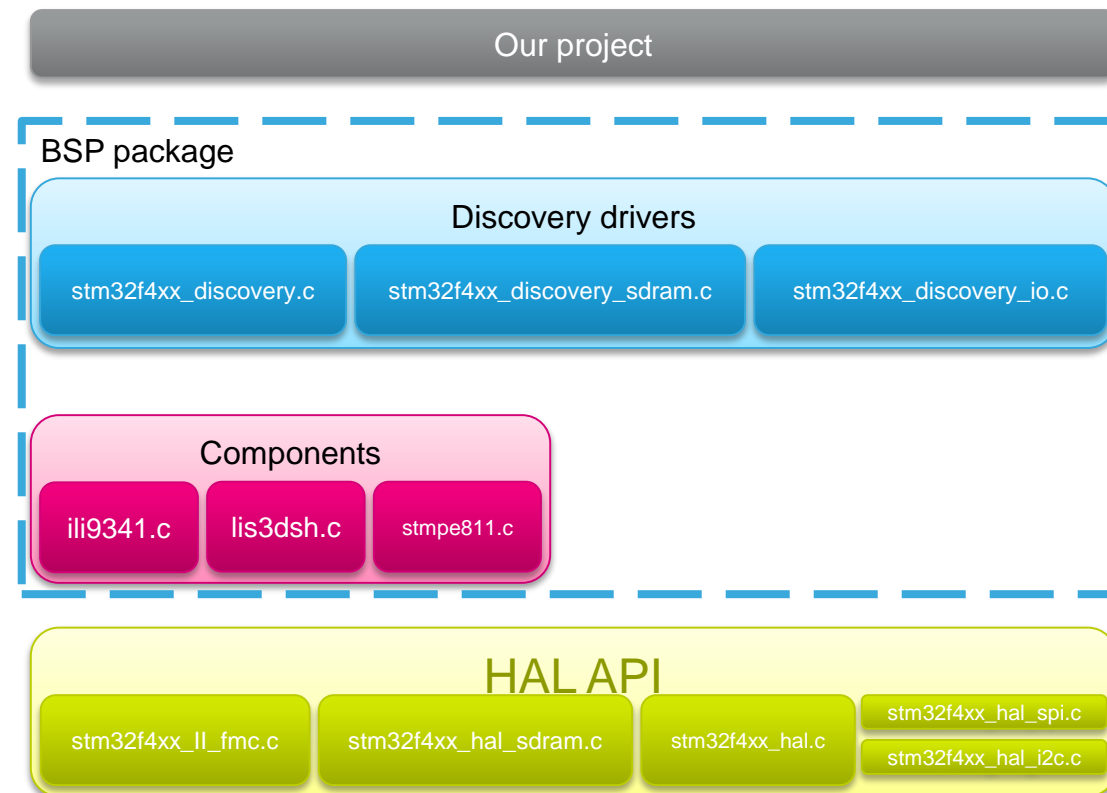 Our project
BSP package
Discovery drivers
stm32f4xx_discovery.c
stm32f4xx_discovery_sdram.c
stm32f4xx_discovery_io.c
Components
ili9341.c
lis3dsh.c
stmpe811.c
HAL API
stm32f4xx_II_fmc.c
stm32f4xx_hal_sdram.c
stm32f4xx_hal.c
stm32f4xx_hal_spi.c
stm32f4xx_hal_i2c.c